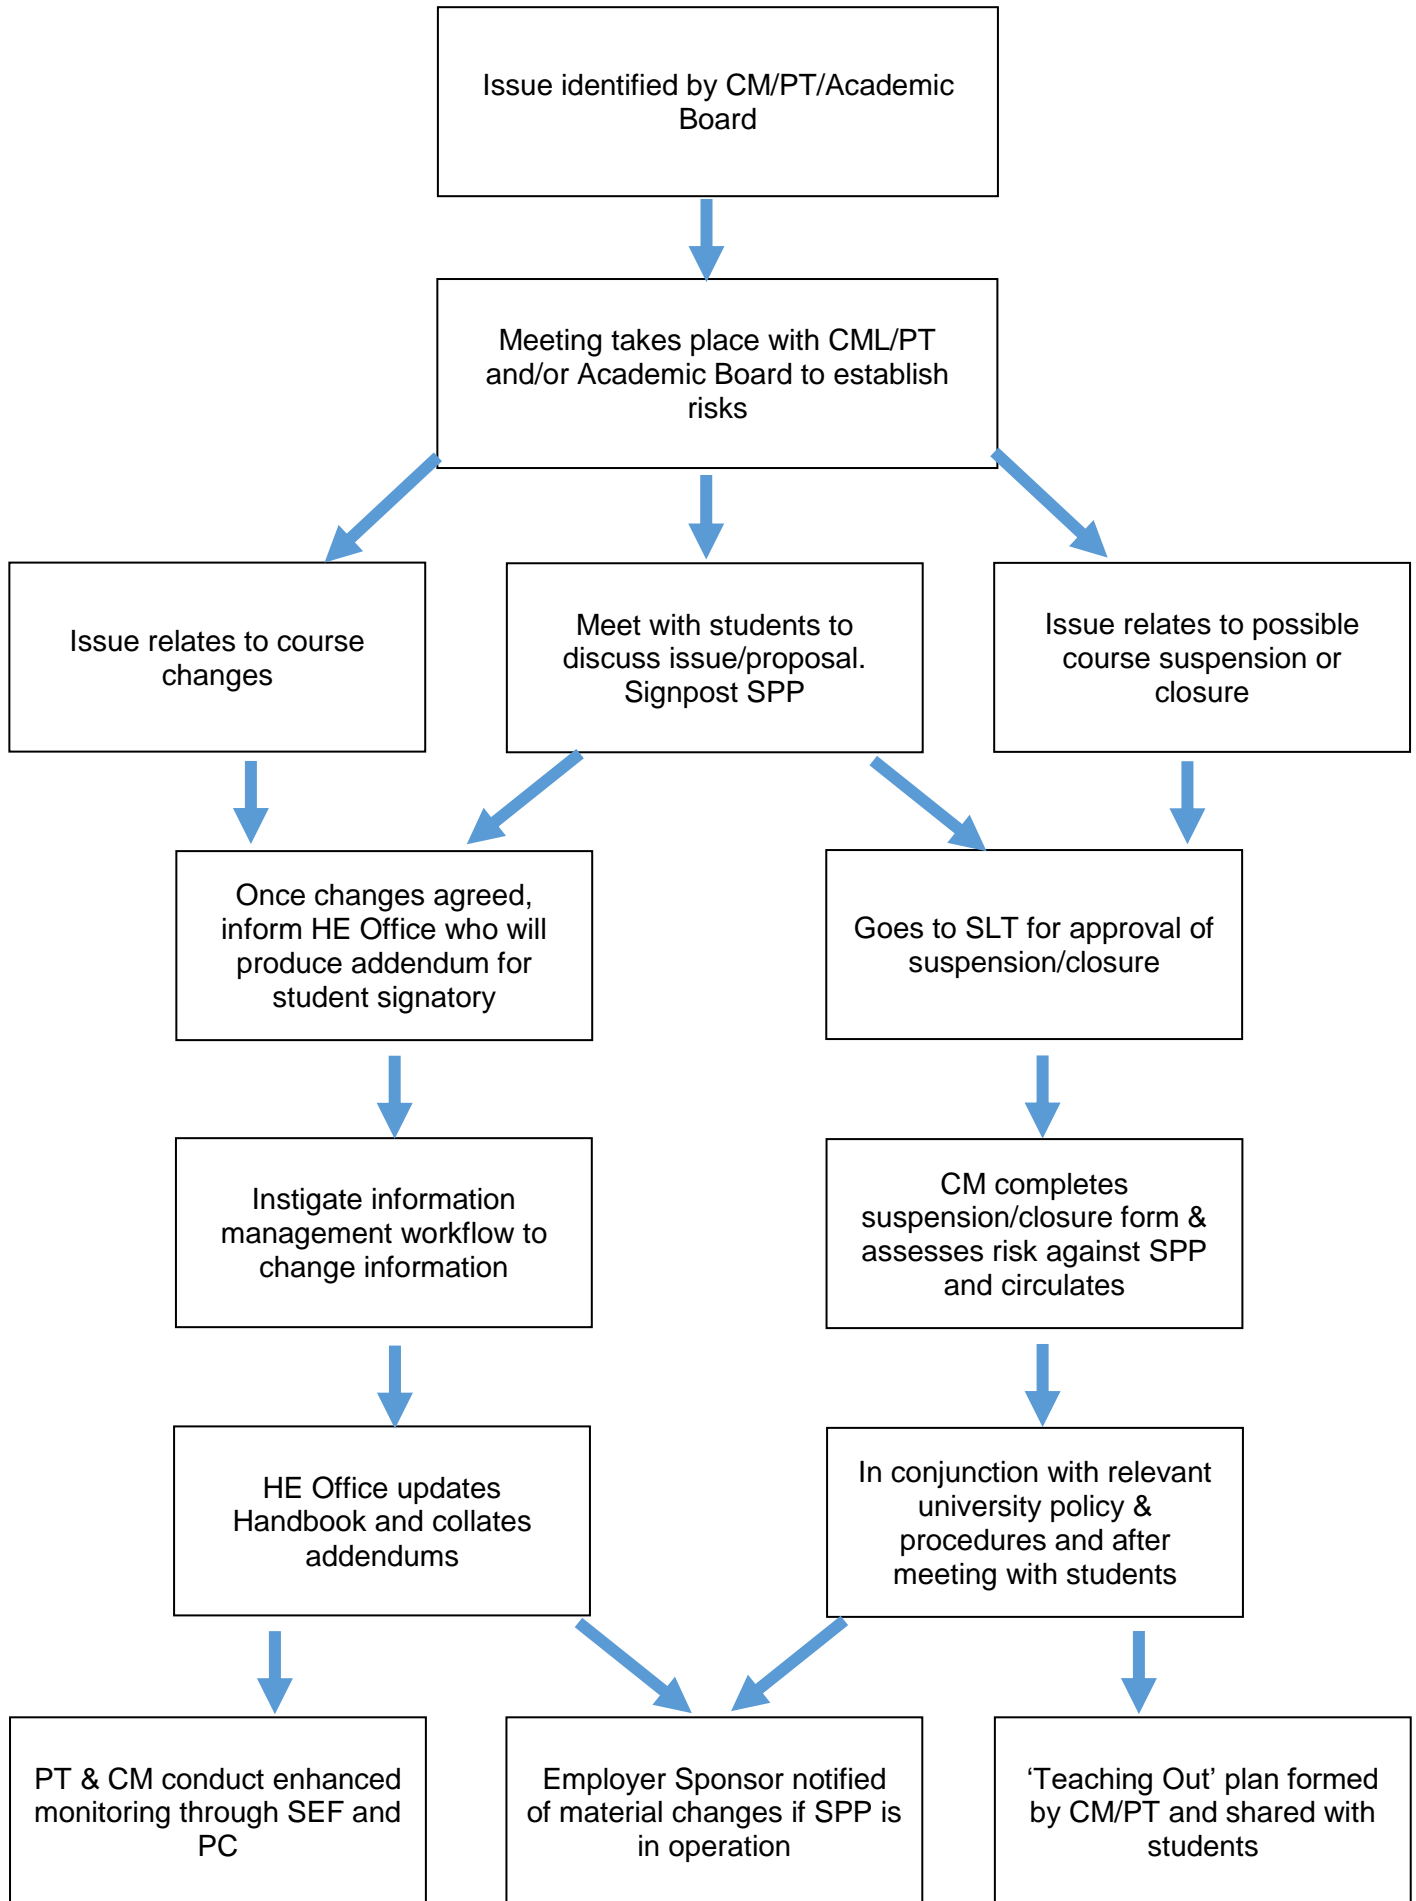 Issue identified by CM/PT/Academic
Board
Meeting takes place with CML/PT
and/or Academic Board to establish
risks
Issue relates to course
changes
Meet with students to
discuss issue/proposal.
Signpost SPP
Issue relates to possible
course suspension or
closure
Once changes agreed,
inform HE Office who will
produce addendum for
student signatory
Goes to SLT for approval of
suspension/closure
Instigate information
management workflow to
change information
CM completes
suspension/closure form &
assesses risk against SPP
and circulates
HE Office updates
Handbook and collates
addendums
In conjunction with relevant
university policy &
procedures and after
meeting with students
PT & CM conduct enhanced
monitoring through SEF and
PC
Employer Sponsor notified
of material changes if SPP is
in operation
‘Teaching Out’ plan formed
by CM/PT and shared with
students